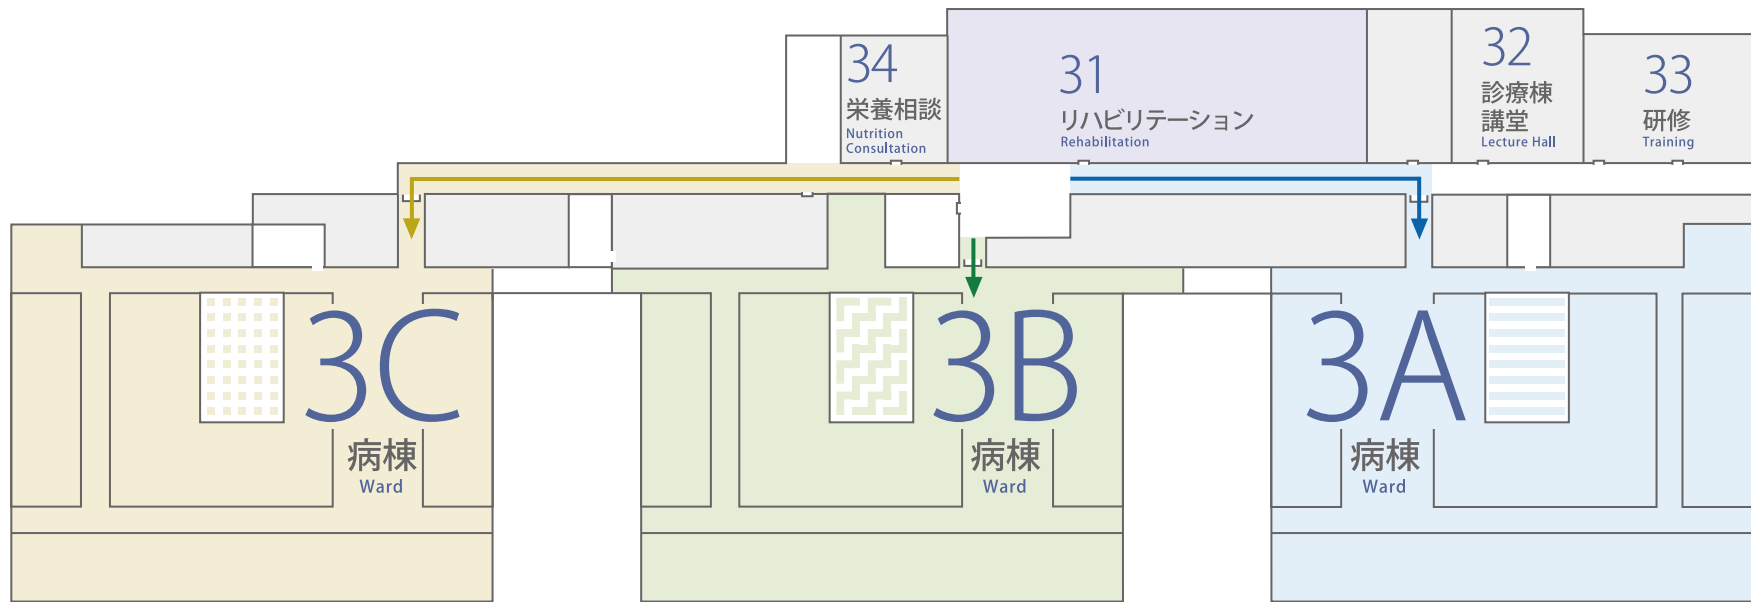 34
栄養相談
Nutrition
Consultation
31
リハビリテーション
Rehabilitation
32
診療棟
講堂
Lecture Hall
33
研修
Training
3C
病棟
Ward
3B
病棟
Ward
3A
病棟
Ward